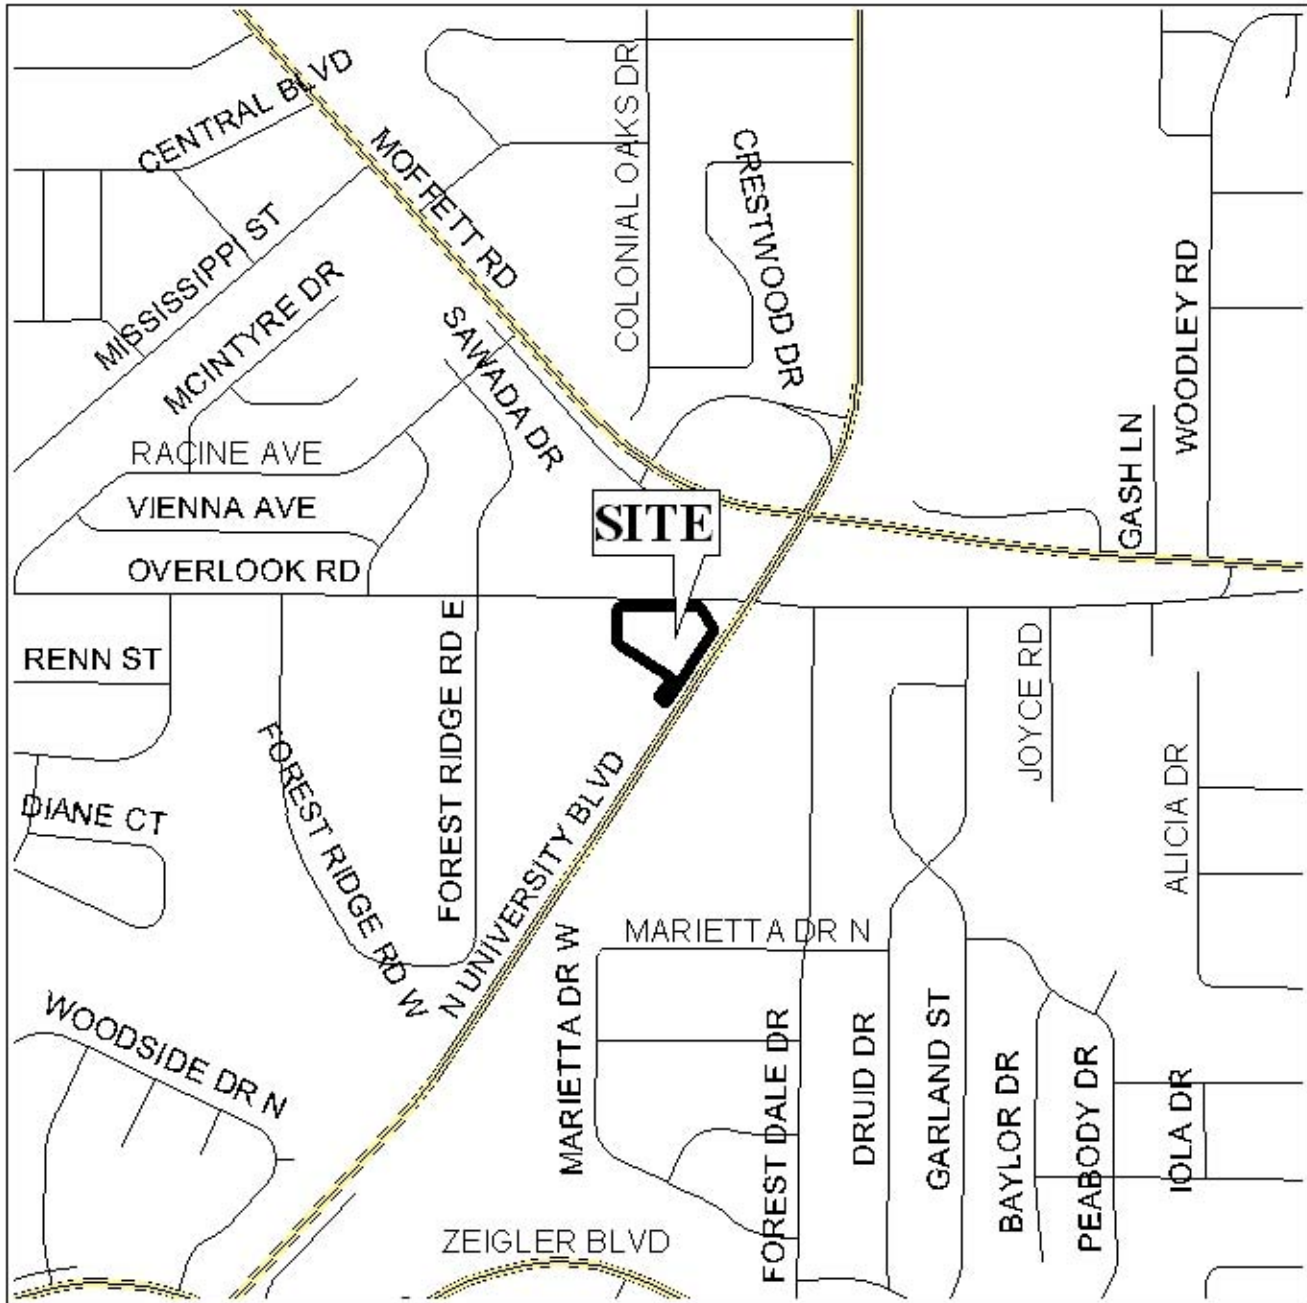 CENTRAL BLVD
MOFFETT RD
COLONIAL OAKS DR
CRESTWOOD DR
MISSISSIPPI ST
MCINTYRE DR
SAWADA DR
WOODLEY RD
GASH LN
RACINE AVE
VIENNA AVE
SITE
OVERLOOK RD
RENN ST
FOREST RIDGE RD E
JOYCE RD
FOREST RIDGE RD W
N UNIVERSITY BLVD
DIANE CT
ALICIA DR
MARIETTA DR N
MARIETTA DR W
WOODSIDE DR N
FOREST DALE DR
DRUID DR
GARLAND ST
BAYLOR DR
PEABODY DR
IOLA DR
ZEIGLER BLVD